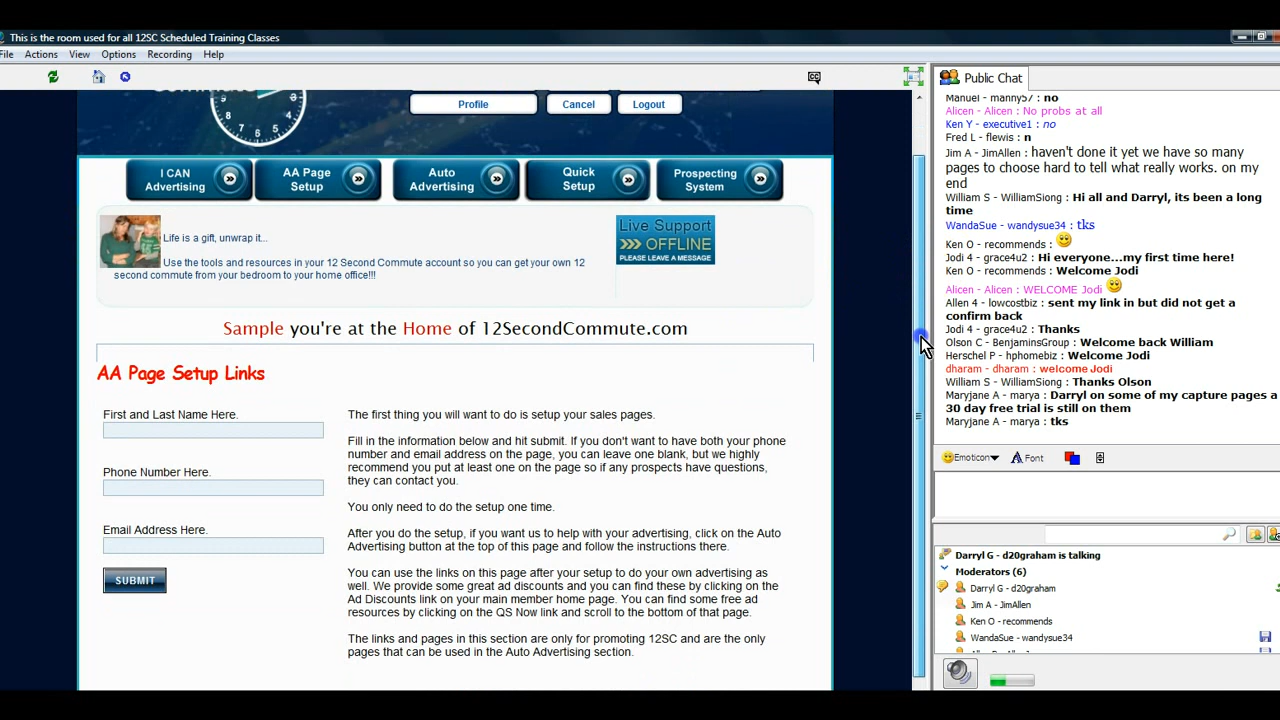 This is the room used for all 12SC Scheduled Training Classes
File Actions View Options Recording Help
8 7 6 5 4 3
Profile Cancel Logout
I CAN Advertising
AA Page Setup
Auto Advertising
Quick Setup
Prospecting System
Life is a gift, unwrap it...
Use the tools and resources in your 12 Second Commute account so you can get your own 12
second commute from your bedroom to your home office!!!
Live Support
>>> OFFLINE
PLEASE LEAVE A MESSAGE
Sample you're at the Home of 12SecondCommute.com
AA Page Setup Links
First and Last Name Here.
Phone Number Here.
Email Address Here.
SUBMIT
The first thing you will want to do is setup your sales pages.
Fill in the information below and hit submit. If you don't want to have both your phone
number and email address on the page, you can leave one blank, but we highly
recommend you put at least one on the page so if any prospects have questions,
they can contact you.
You only need to do the setup one time.
After you do the setup, if you want us to help with your advertising, click on the Auto
Advertising button at the top of this page and follow the instructions there.
You can use the links on this page after your setup to do your own advertising as
well. We provide some great ad discounts and you can find these by clicking on the
Ad Discounts link on your main member home page. You can find some free ad
resources by clicking on the QS Now link and scroll to the bottom of that page.
The links and pages in this section are only for promoting 12SC and are the only
pages that can be used in the Auto Advertising section.
Public Chat
Manuel - manny57 : no
Alicen - Alicen : No probs at all
Ken Y - executive1 : no
Fred L - flewis : n
Jim A - JimAllen : haven't done it yet we have so many
pages to choose hard to tell what really works. on my
end
William S - WilliamSiong : Hi all and Darryl, its been a long
time
WandaSue - wandysue34 : tks
Ken O - recommends :
Jodi 4 - grace4u2 : Hi everyone...my first time here!
Ken O - recommends : Welcome Jodi
Alicen - Alicen : WELCOME Jodi
Allen 4 - lowcostbiz : sent my link in but did not get a
confirm back
Jodi 4 - grace4u2 : Thanks
Olson C - BenjaminsGroup : Welcome back William
Herschel P - hphomebiz : Welcome Jodi
dharam - dharam : welcome Jodi
William S - WilliamSiong : Thanks Olson
Maryjane A - marya : Darryl on some of my capture pages a
30 day free trial is still on them
Maryjane A - marya : tks
Emoticon Font
Darryl G - d20graham is talking
Moderators (6)
Darryl G - d20graham
Jim A - JimAllen
Ken O - recommends
WandaSue - wandysue34